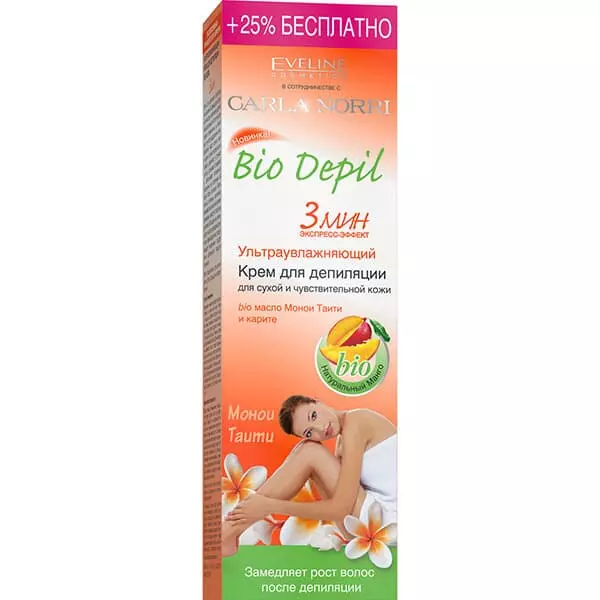 +25% БЕСПЛАТНО
EVELINE
COSMETICS
В СОТРУДНИЧЕСТВЕ С
CARLA NORRI
Новинка!
Bio Depil
3 мин
ЭКСПРЕСС-ЭФФЕКТ
Ультраувлажняющий
Крем для депиляции
для сухой и чувствительной кожи
bio масло Монои Таити
и карите
bio
Натуральный Манго
Монои
Таити
Замедляет рост волос
после депиляции